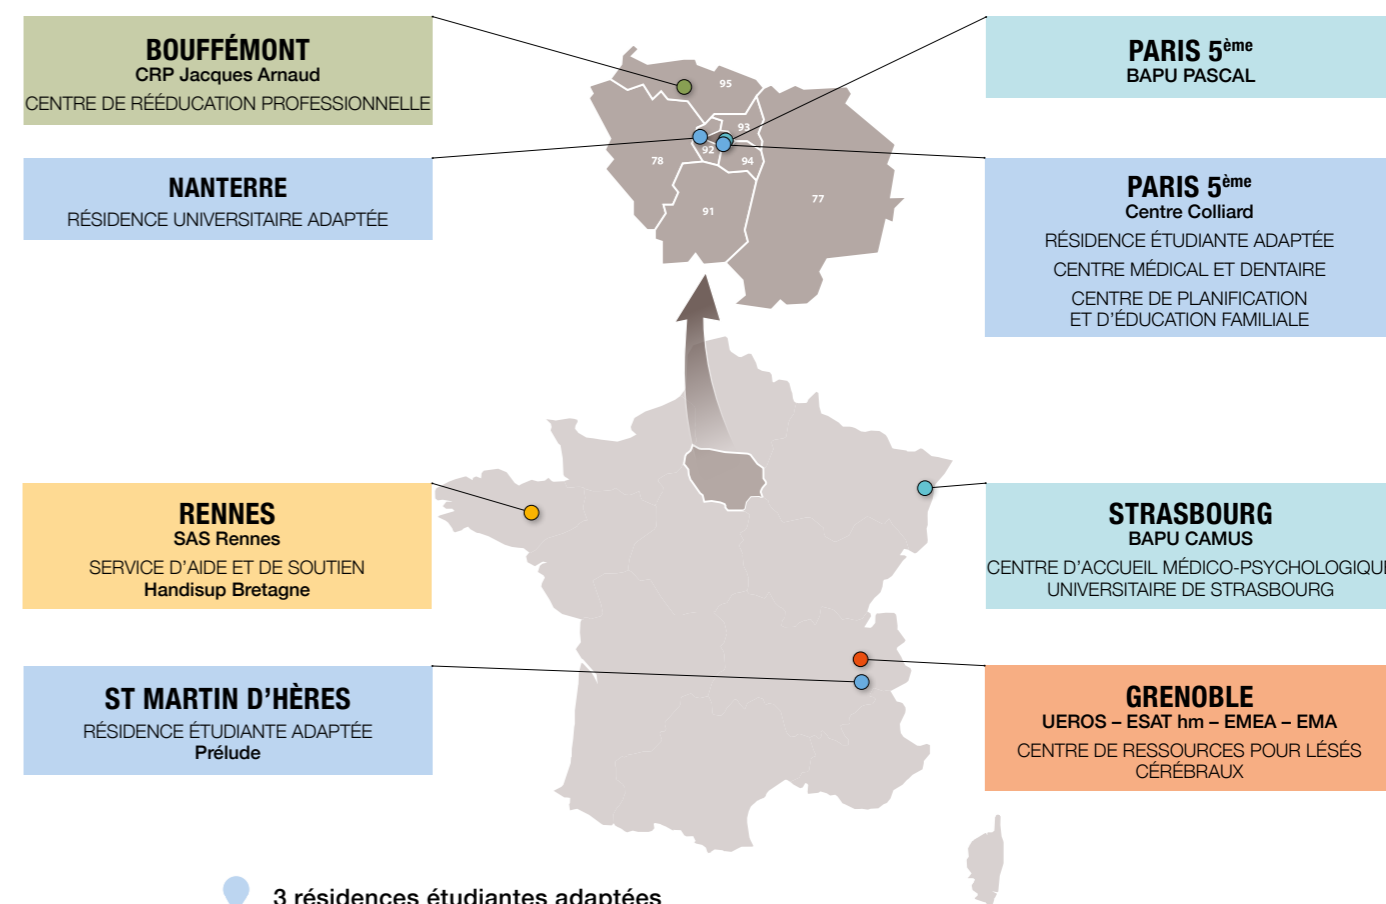 BOUFFÉMONT
CRP Jacques Arnaud
CENTRE DE RÉÉDUCATION PROFESSIONNELLE
NANTERRE
RÉSIDENCE UNIVERSITAIRE ADAPTÉE
95
93
92
94
78
77
91
PARIS 5ème
BAPU PASCAL
PARIS 5ème
Centre Colliard
RÉSIDENCE ÉTUDIANTE ADAPTÉE
CENTRE MÉDICAL ET DENTAIRE
CENTRE DE PLANIFICATION
ET D'ÉDUCATION FAMILIALE
RENNES
SAS Rennes
SERVICE D'AIDE ET DE SOUTIEN
Handisup Bretagne
STRASBOURG
BAPU CAMUS
CENTRE D'ACCUEIL MÉDICO-PSYCHOLOGIQUE
UNIVERSITAIRE DE STRASBOURG
ST MARTIN D'HÈRES
RÉSIDENCE ÉTUDIANTE ADAPTÉE
Prélude
GRENOBLE
UEROS – ESAT hm – EMEA – EMA
CENTRE DE RESSOURCES POUR LÉSÉS
CÉRÉBRAUX
3 résidences étudiantes adaptées